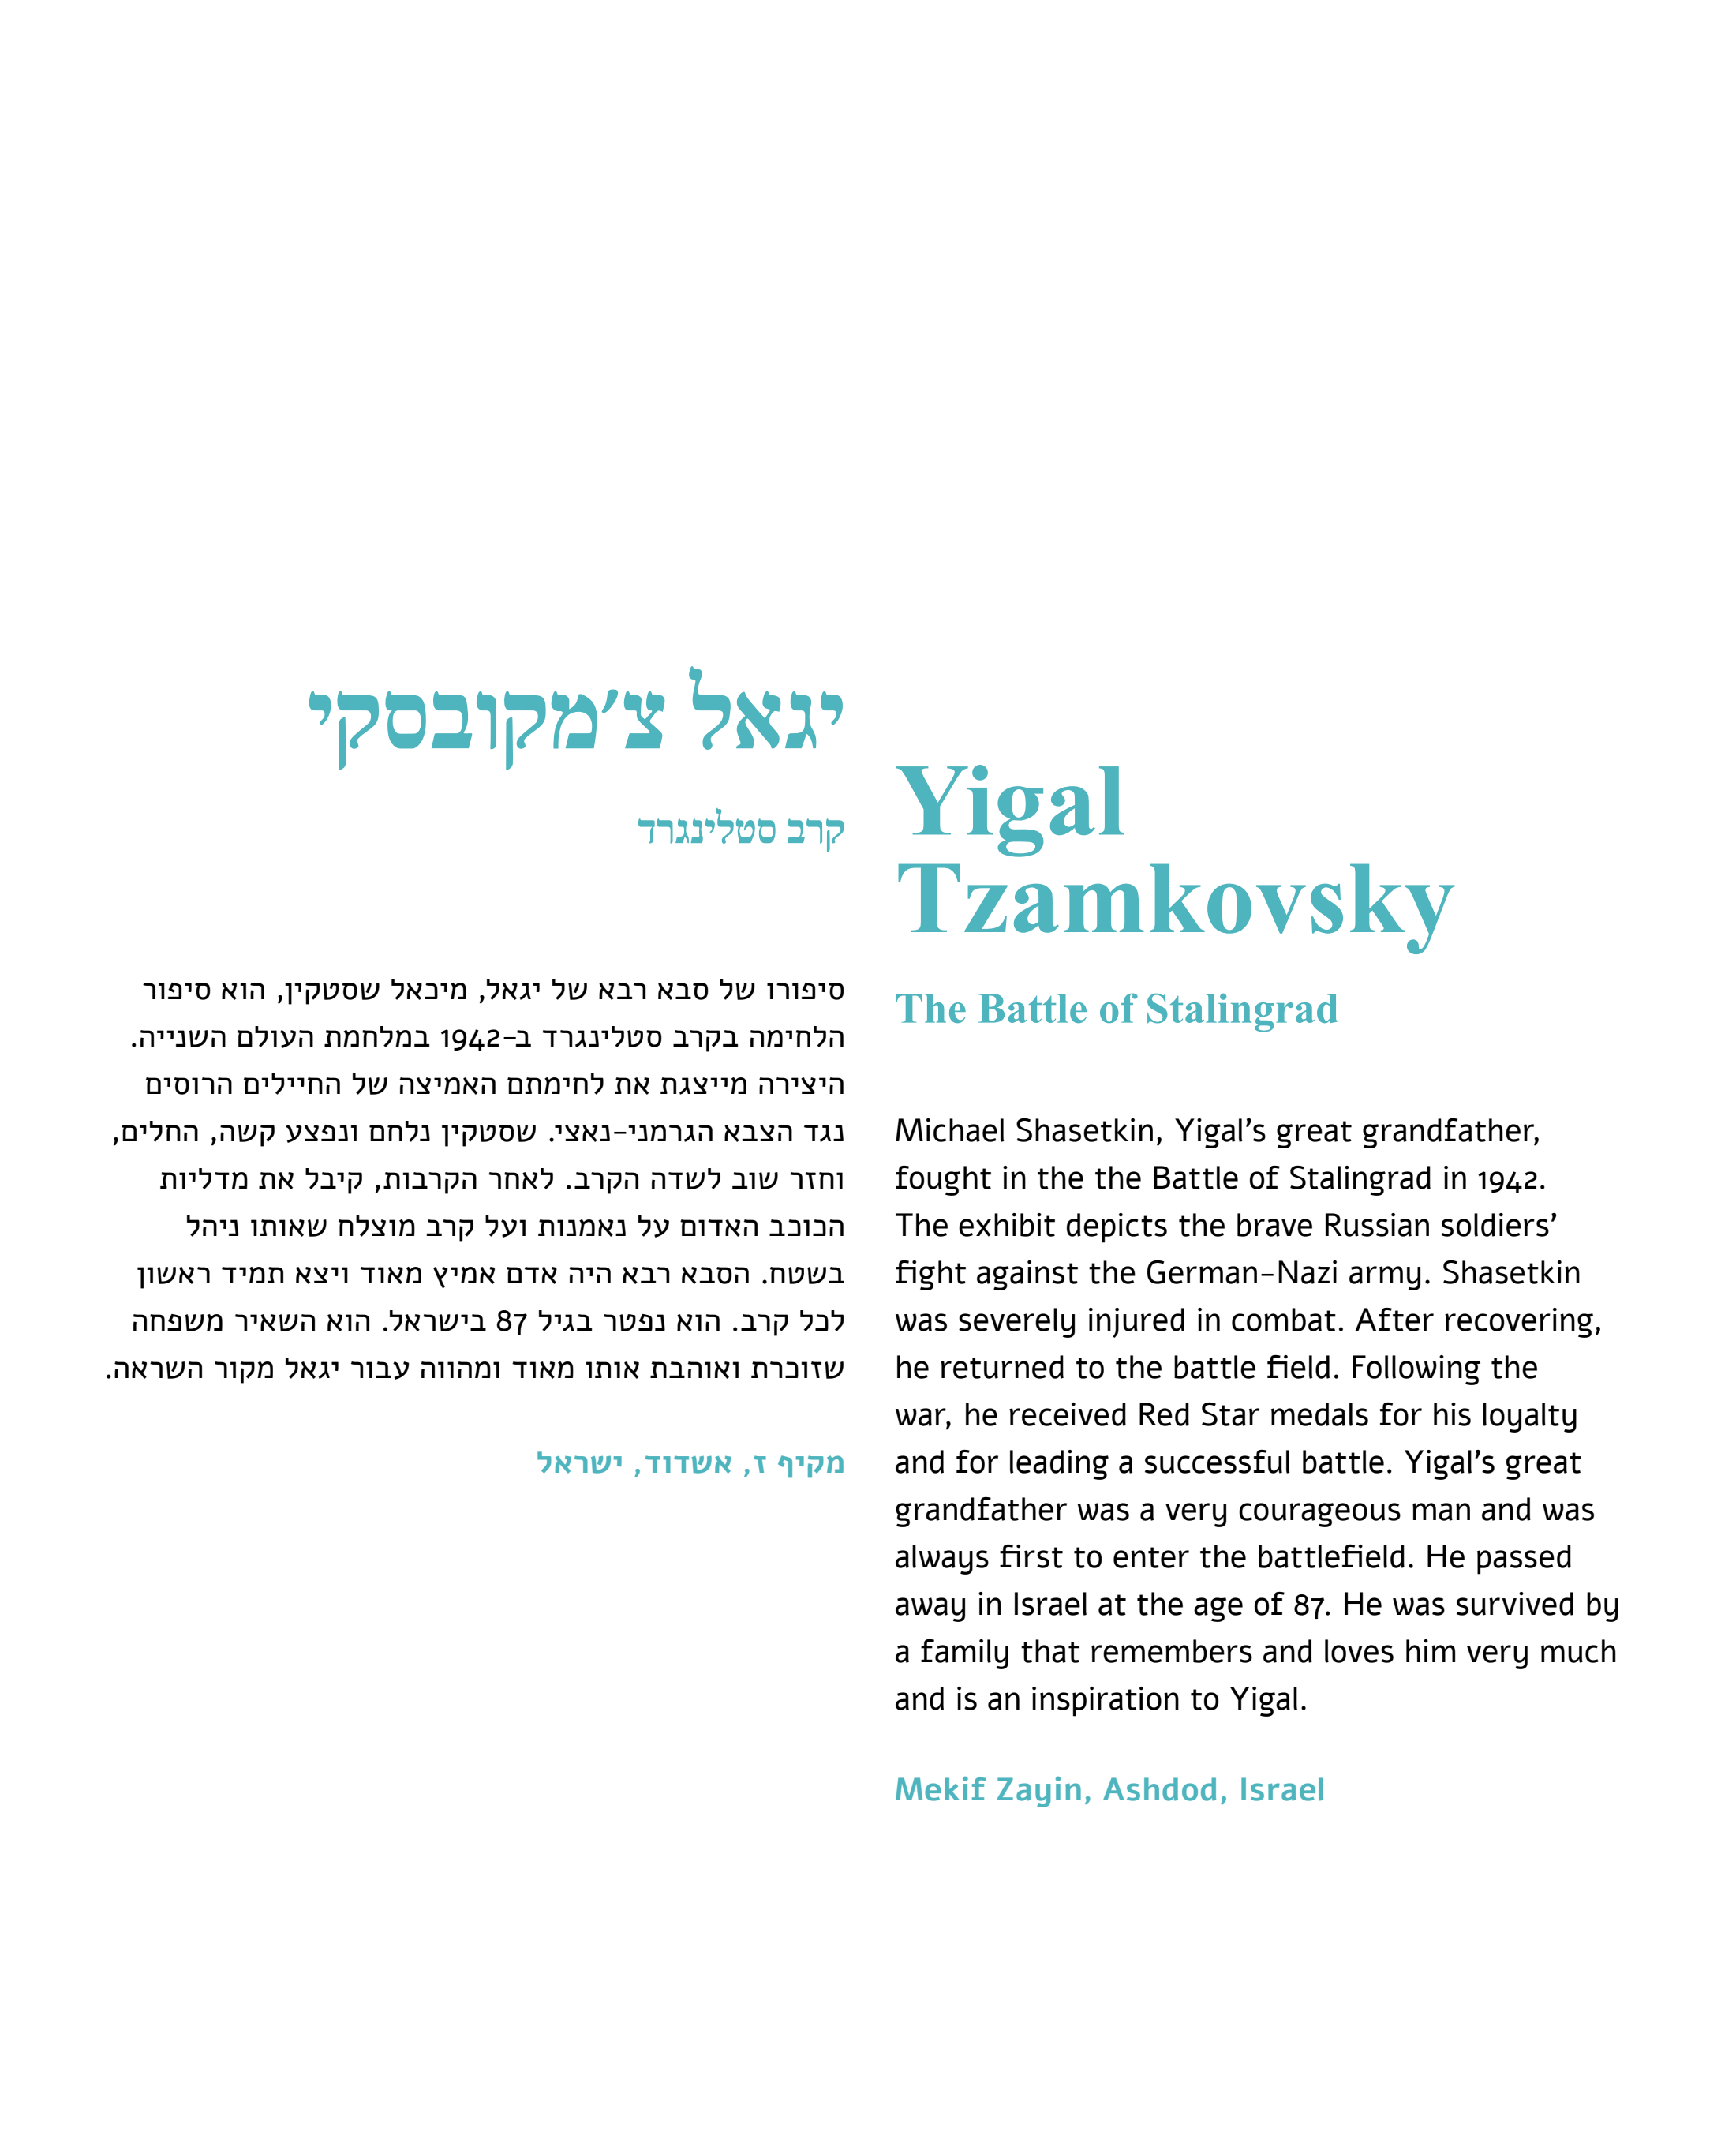 יגאל צ'מקובסקי
קרב סטלינגרד
סיפורו של סבא רבא של יגאל, מיכאל שסטקין, הוא סיפור
הלחימה בקרב סטלינגרד ב-1942 במלחמת העולם השנייה.
היצירה מייצגת את לחימתם האמיצה של החיילים הרוסים
נגד הצבא הגרמני-נאצי. שסטקין נלחם ונפצע קשה, החלים,
וחזר שוב לשדה הקרב. לאחר הקרבות, קיבל את מדליות
הכוכב האדום על נאמנות ועל קרב מוצלח שאותו ניהל
בשטח. הסבא רבא היה אדם אמיץ מאוד ויצא תמיד ראשון
לכל קרב. הוא נפטר בגיל 87 בישראל. הוא השאיר משפחה
שזוכרת ואוהבת אותו מאוד ומהווה עבור יגאל מקור השראה.
מקיף ז, אשדוד, ישראל
Yigal
Tzamkovsky
The Battle of Stalingrad
Michael Shasetkin, Yigal's great grandfather,
fought in the the Battle of Stalingrad in 1942.
The exhibit depicts the brave Russian soldiers'
fight against the German-Nazi army. Shasetkin
was severely injured in combat. After recovering,
he returned to the battle field. Following the
war, he received Red Star medals for his loyalty
and for leading a successful battle. Yigal's great
grandfather was a very courageous man and was
always first to enter the battlefield. He passed
away in Israel at the age of 87. He was survived by
a family that remembers and loves him very much
and is an inspiration to Yigal.
Mekif Zayin, Ashdod, Israel